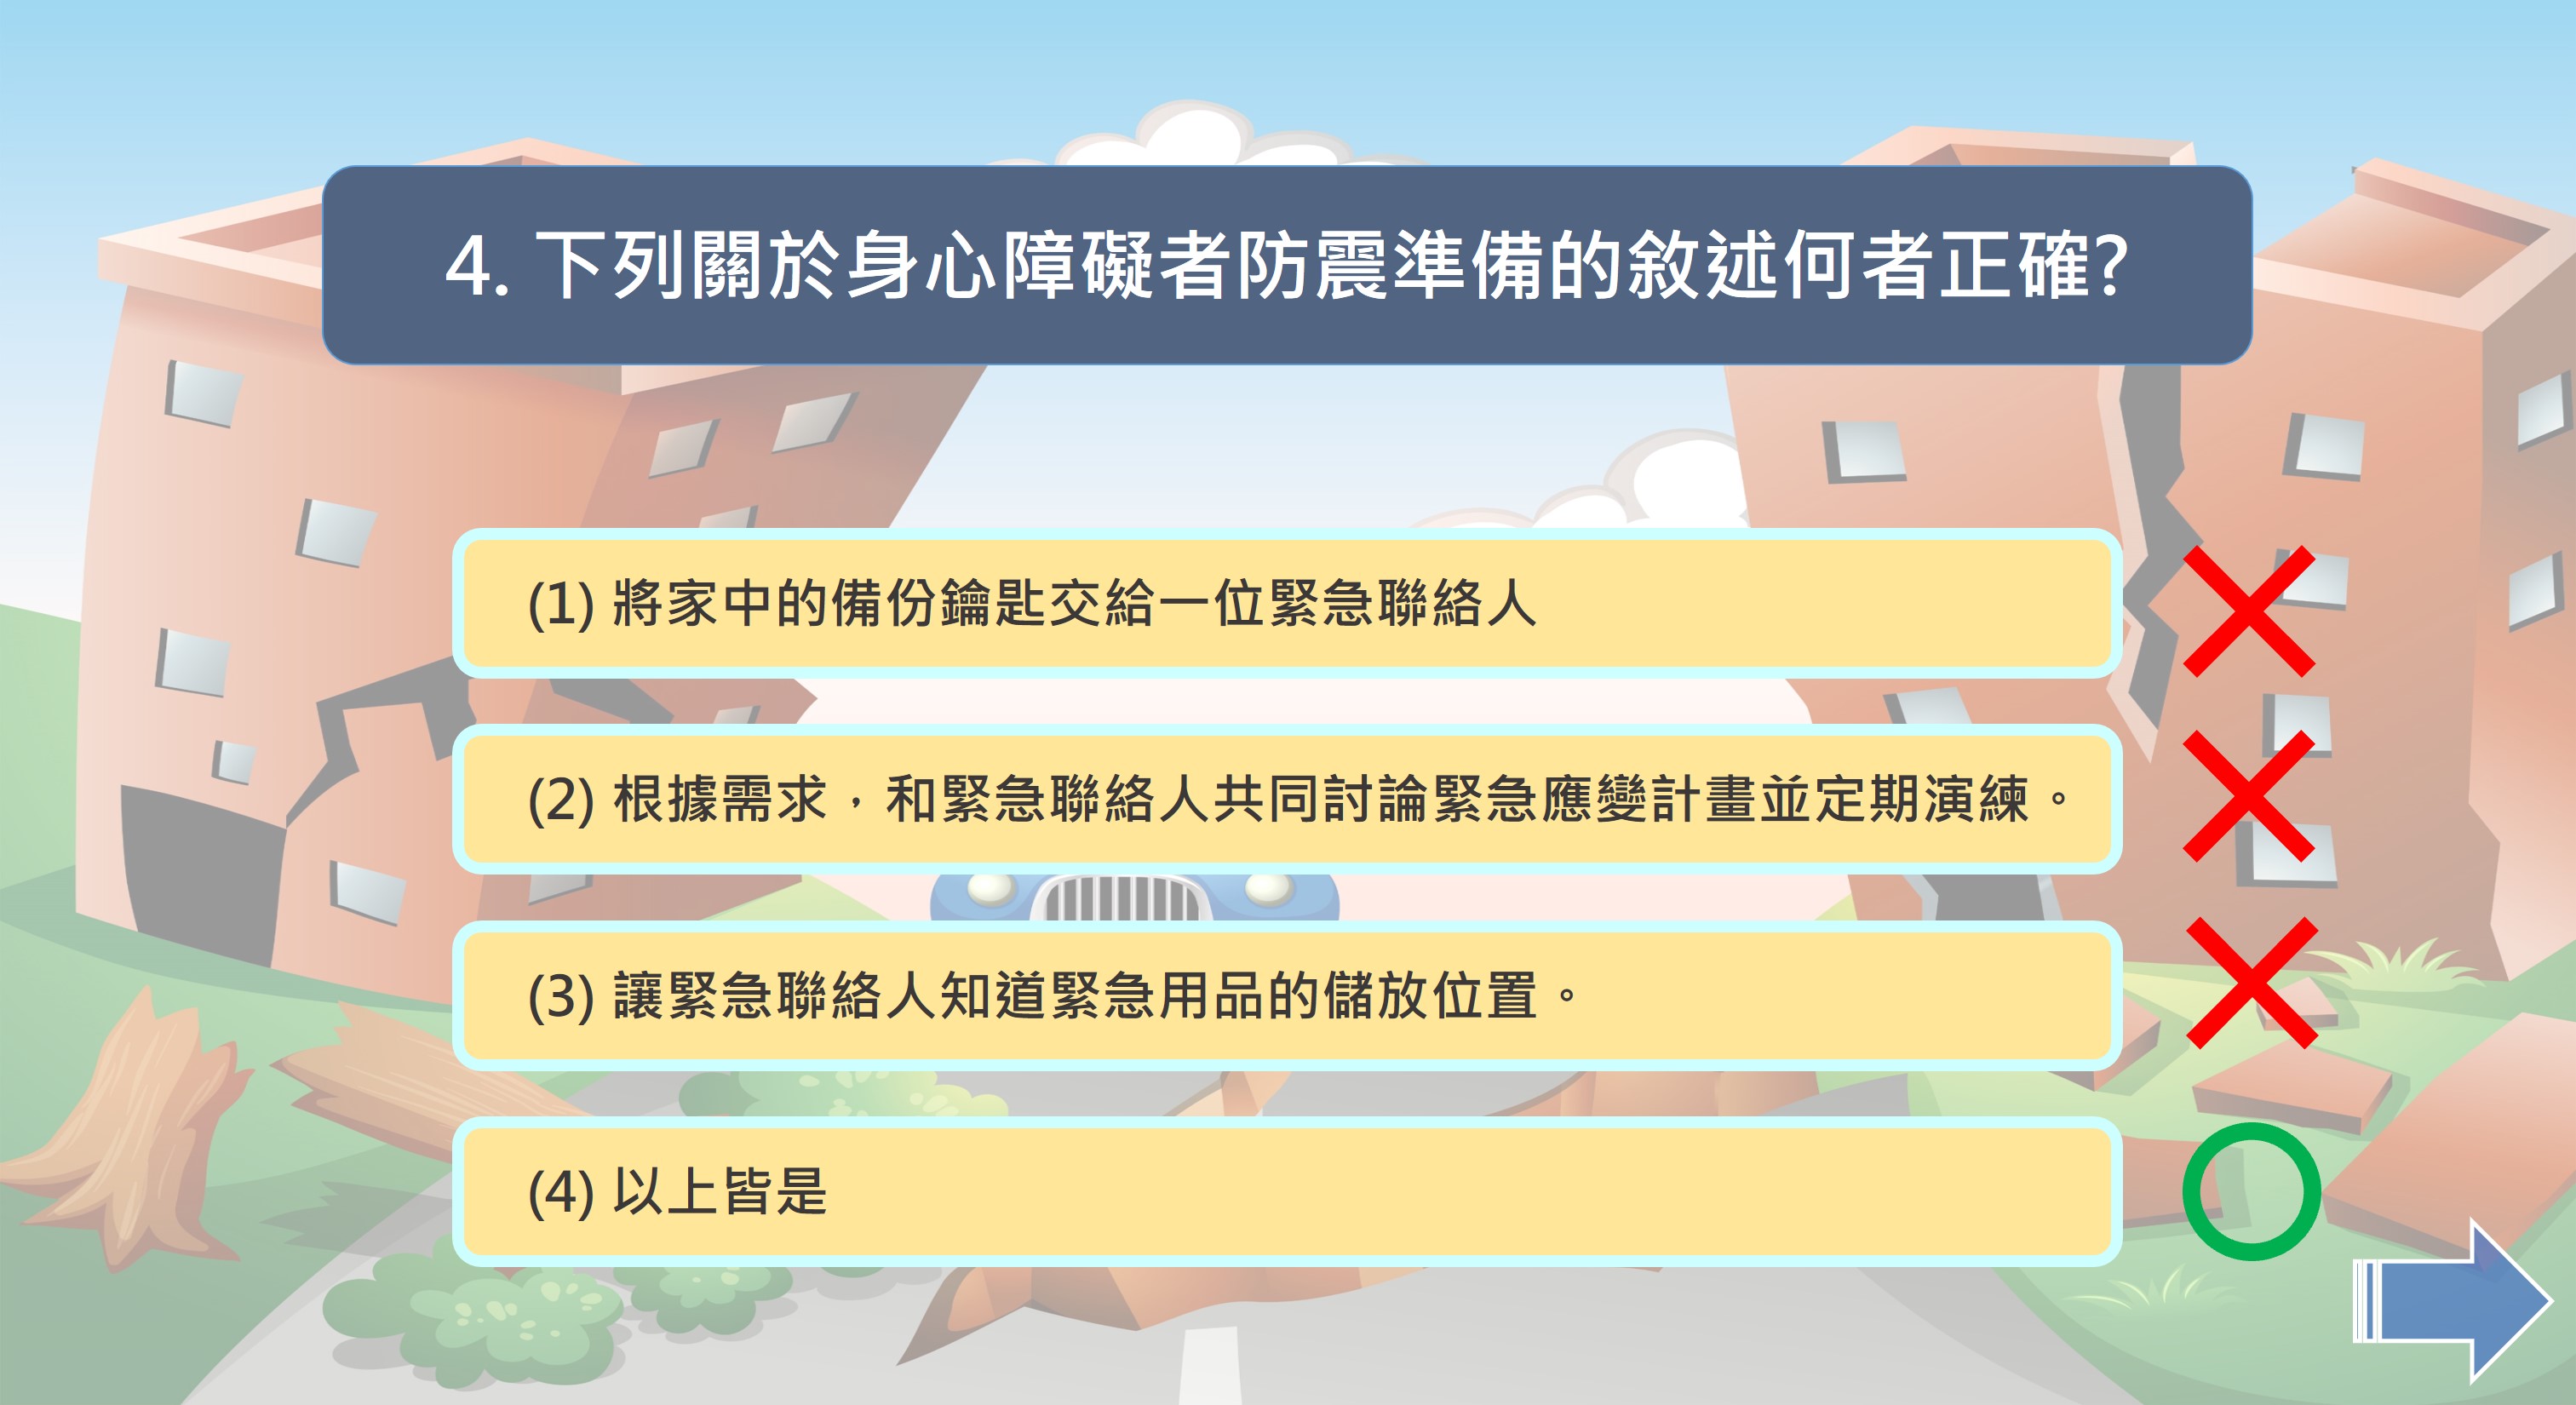 4. 下列關於身心障礙者防震準備的敘述何者正確?
(1) 將家中的備份鑰匙交給一位緊急聯絡人
(2) 根據需求，和緊急聯絡人共同討論緊急應變計畫並定期演練。
(3) 讓緊急聯絡人知道緊急用品的儲放位置。
(4) 以上皆是